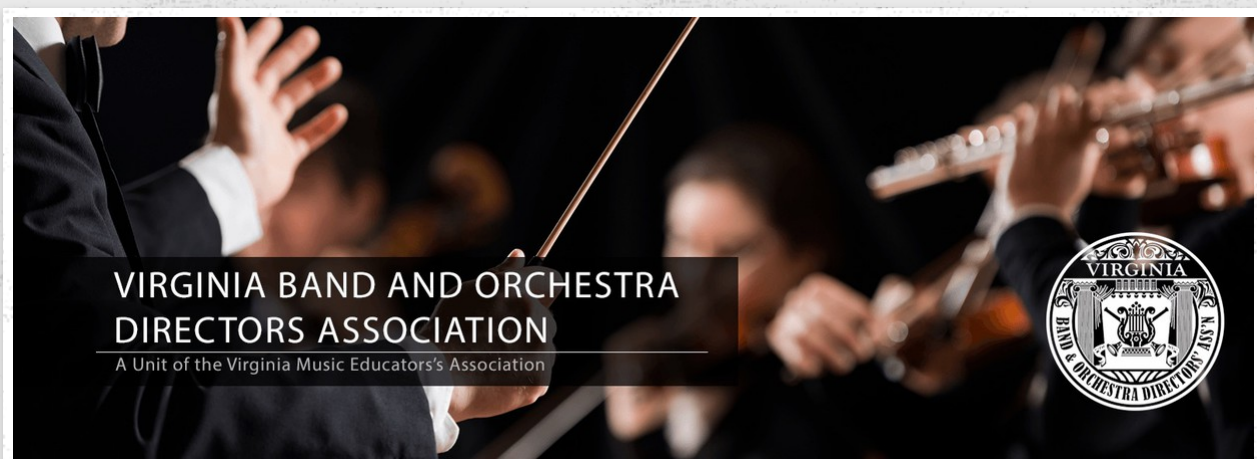 VIRGINIA BAND AND ORCHESTRA
DIRECTORS ASSOCIATION
A Unit of the Virginia Music Educators's Association
VIRGINIA
BAND & ORCHESTRA DIRECTORS' ASS'N